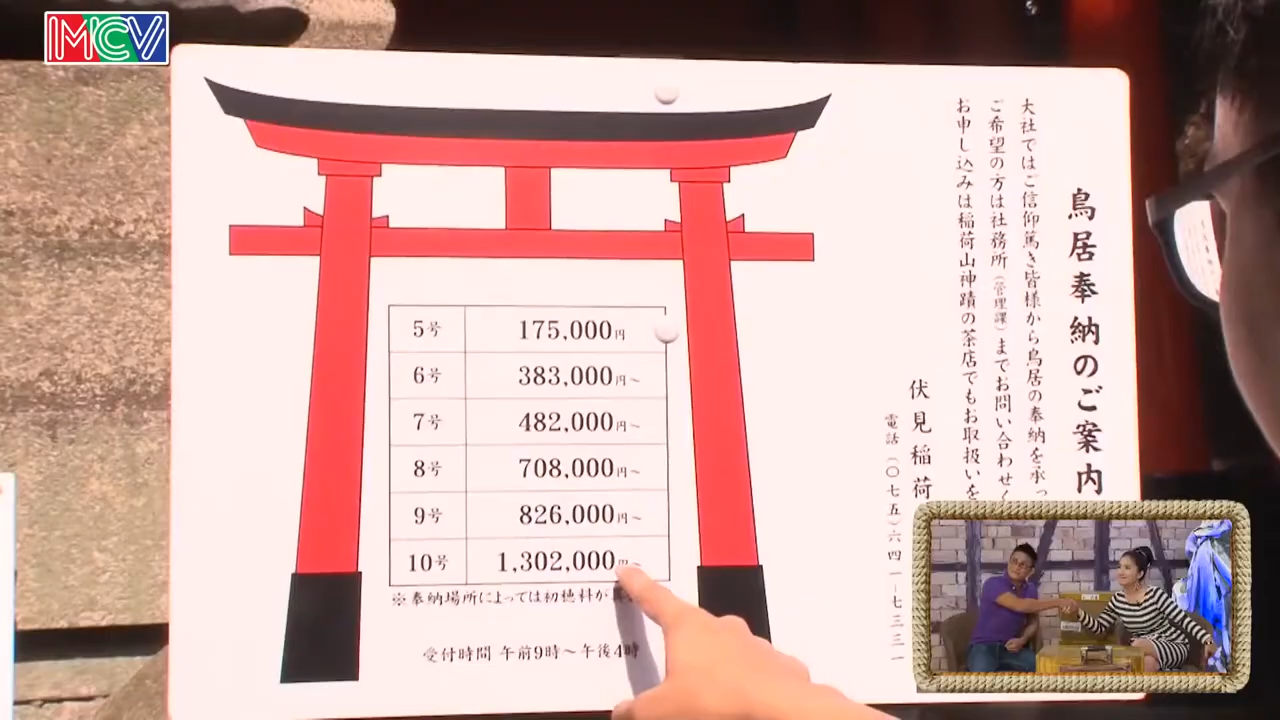 MCV
鳥居奉納のご案内
大社ではご信仰篤き皆様から鳥居の奉納を承っ
ご希望の方は社務所(管理課)までお問い合わせく
お申し込みは稲荷山神蹟の茶店でもお取扱いを
伏見稲荷
電話(〇七五)六四一―七三三一
5号 175,000円
6号 383,000円~
7号 482,000円~
8号 708,000円~
9号 826,000円~
10号 1,302,000円~
※奉納場所によっては初穂料が
受付時間 午前9時~午後4時